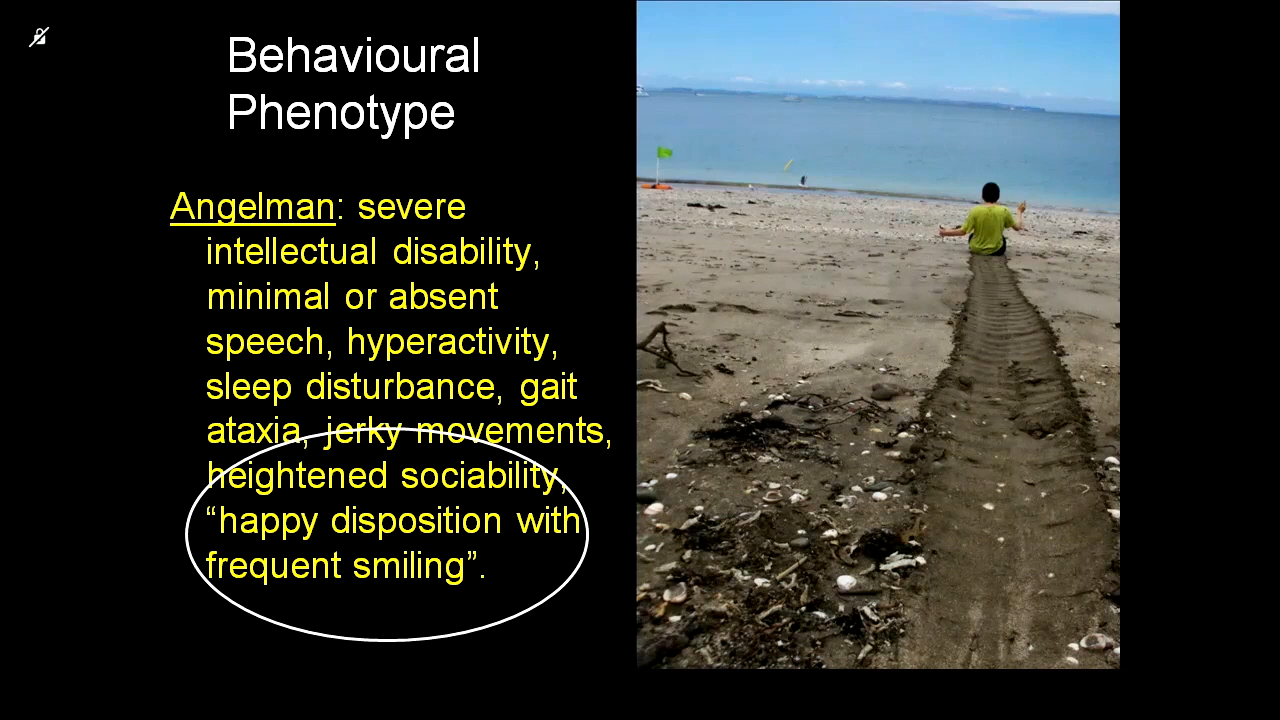 Behavioural
Phenotype
Angelman: severe
intellectual disability,
minimal or absent
speech, hyperactivity,
sleep disturbance, gait
ataxia, jerky movements,
heightened sociability,
“happy disposition with
frequent smiling”.